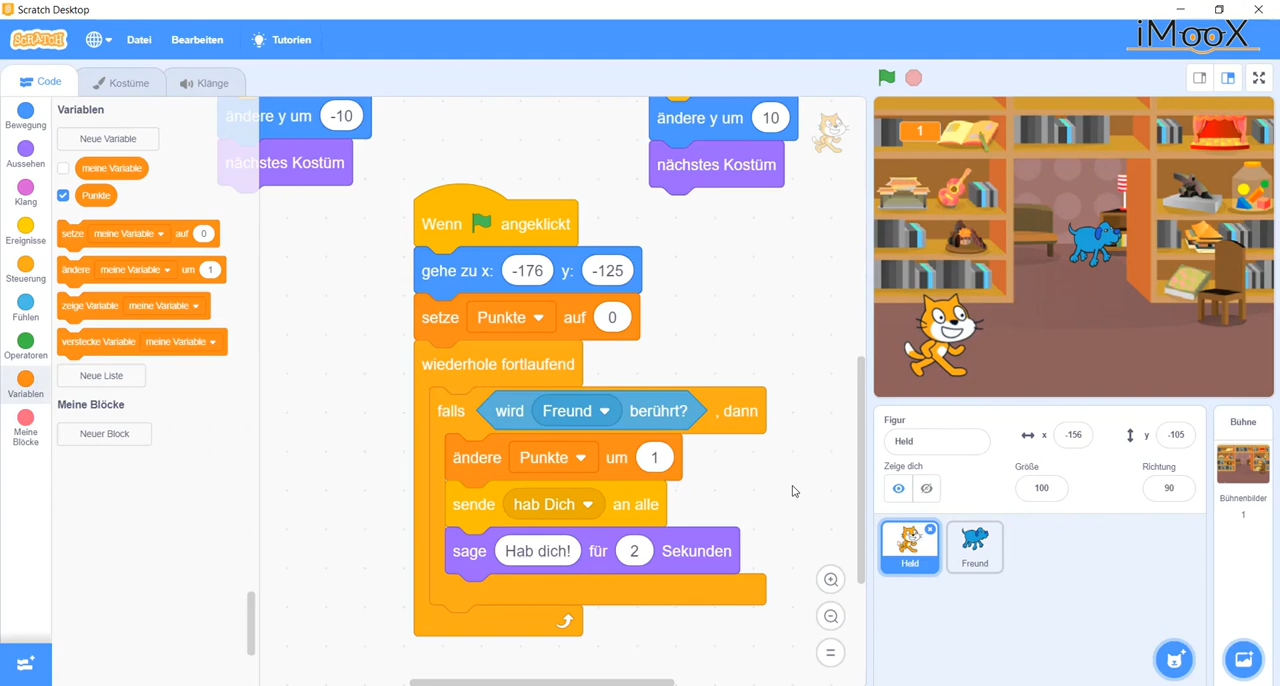 Scratch Desktop
SCRATCH
Datei
Bearbeiten
Tutorien
iMooX
Code
Kostüme
Klänge
Bewegung
Aussehen
Klang
Ereignisse
Steuerung
Fühlen
Operatoren
Variablen
Meine
Blöcke
Variablen
Neue Variable
meine Variable
Punkte
setze meine Variable auf 0
ändere meine Variable um 1
zeige Variable meine Variable
verstecke Variable meine Variable
Neue Liste
Meine Blöcke
Neuer Block
ändere y um -10
nächstes Kostüm
ändere y um 10
nächstes Kostüm
Wenn angeklickt
gehe zu x: -176 y: -125
setze Punkte auf 0
wiederhole fortlaufend
falls wird Freund berührt? , dann
ändere Punkte um 1
sende hab Dich an alle
sage Hab dich! für 2 Sekunden
1
Figur
Held
x -156
y -105
Zeige dich
Größe
100
Richtung
90
Held
Freund
Bühne
Bühnenbilder
1